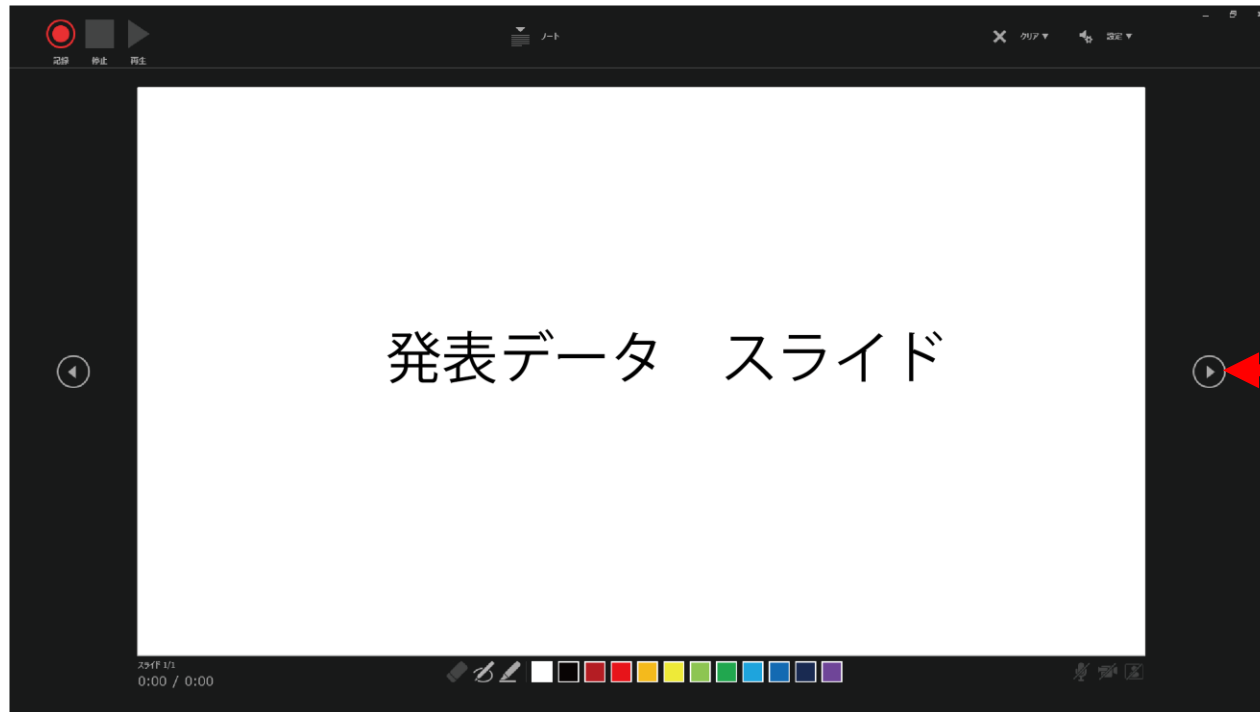 ノート
クリア ▼
設定 ▼
記録
停止
再生
発表データ　スライド
スライド 1/1
0:00 / 0:00